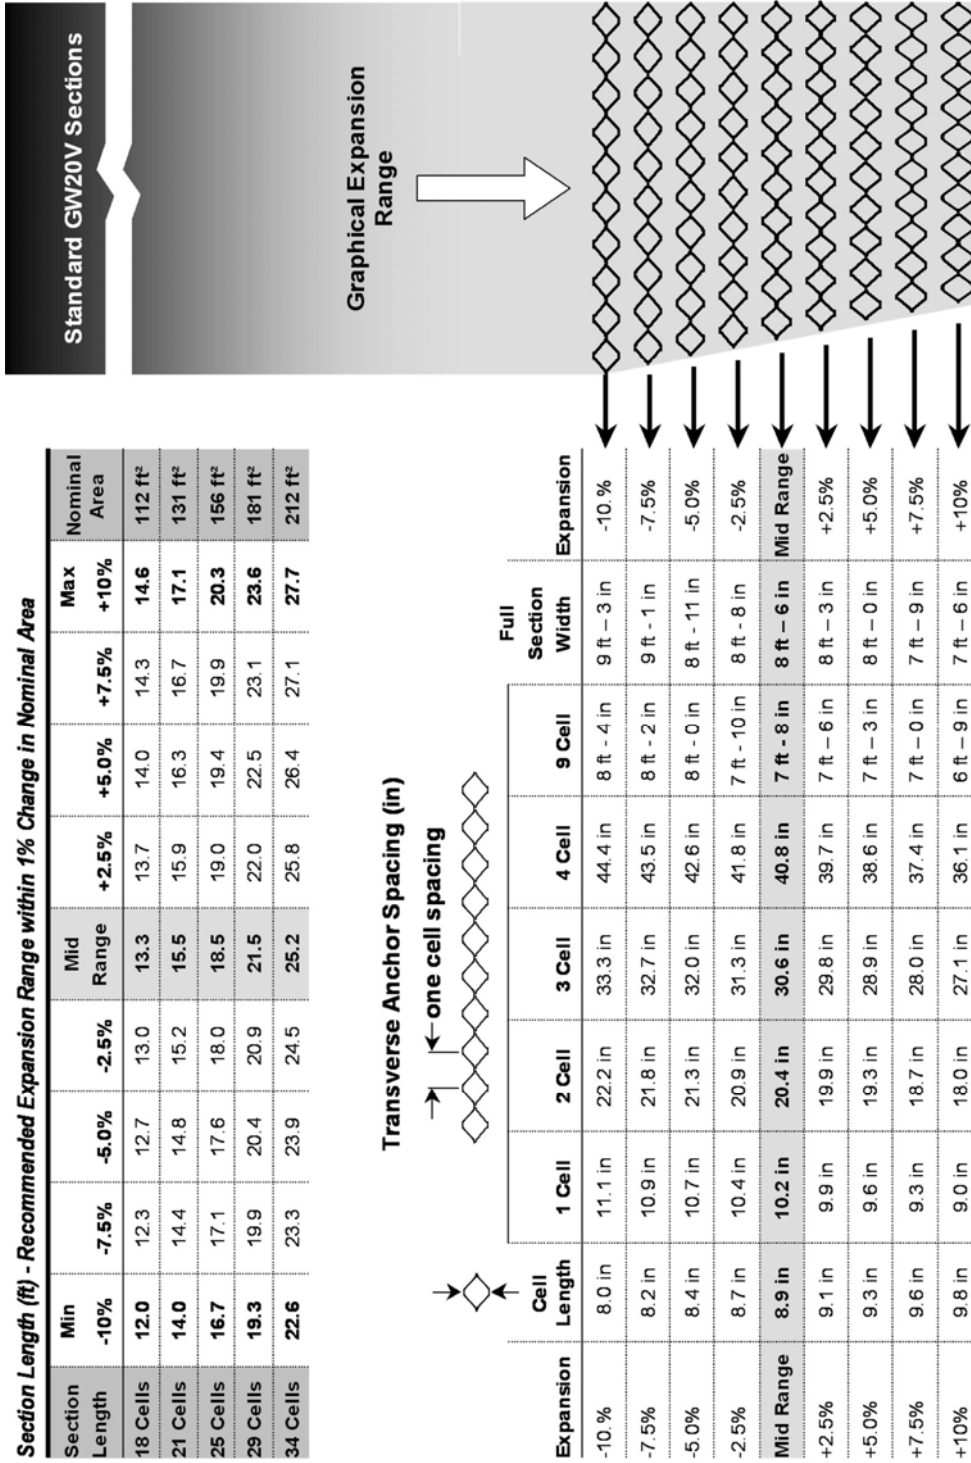 Standard GW20V Sections
Section Length (ft) - Recommended Expansion Range within 1% Change in Nominal Area
Section Length Min -10% -7.5% -5.0% -2.5% Mid Range +2.5% +5.0% +7.5% Max +10% Nominal Area
18 Cells 12.0 12.3 12.7 13.0 13.3 13.7 14.0 14.3 14.6 112 ft²
21 Cells 14.0 14.4 14.8 15.2 15.5 15.9 16.3 16.7 17.1 131 ft²
25 Cells 16.7 17.1 17.6 18.0 18.5 19.0 19.4 19.9 20.3 156 ft²
29 Cells 19.3 19.9 20.4 20.9 21.5 22.0 22.5 23.1 23.6 181 ft²
34 Cells 22.6 23.3 23.9 24.5 25.2 25.8 26.4 27.1 27.7 212 ft²
Graphical Expansion
Range
Transverse Anchor Spacing (in)
one cell spacing
Expansion Cell Length 1 Cell 2 Cell 3 Cell 4 Cell 9 Cell Full Section Width Expansion
-10.% 8.0 in 11.1 in 22.2 in 33.3 in 44.4 in 8 ft - 4 in 9 ft – 3 in -10.%
-7.5% 8.2 in 10.9 in 21.8 in 32.7 in 43.5 in 8 ft - 2 in 9 ft - 1 in -7.5%
-5.0% 8.4 in 10.7 in 21.3 in 32.0 in 42.6 in 8 ft - 0 in 8 ft - 11 in -5.0%
-2.5% 8.7 in 10.4 in 20.9 in 31.3 in 41.8 in 7 ft - 10 in 8 ft - 8 in -2.5%
Mid Range 8.9 in 10.2 in 20.4 in 30.6 in 40.8 in 7 ft - 8 in 8 ft – 6 in Mid Range
+2.5% 9.1 in 9.9 in 19.9 in 29.8 in 39.7 in 7 ft – 6 in 8 ft – 3 in +2.5%
+5.0% 9.3 in 9.6 in 19.3 in 28.9 in 38.6 in 7 ft – 3 in 8 ft – 0 in +5.0%
+7.5% 9.6 in 9.3 in 18.7 in 28.0 in 37.4 in 7 ft – 0 in 7 ft – 9 in +7.5%
+10% 9.8 in 9.0 in 18.0 in 27.1 in 36.1 in 6 ft – 9 in 7 ft – 6 in +10%